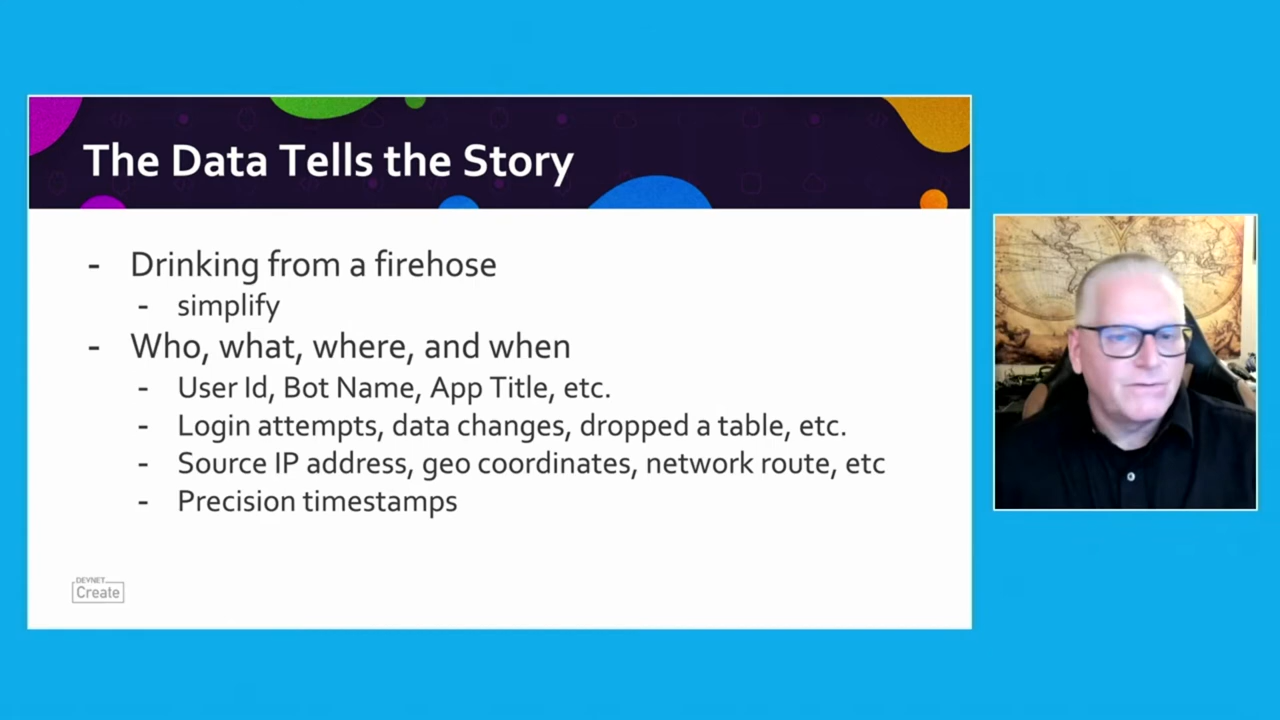 The Data Tells the Story
- Drinking from a firehose
- simplify
- Who, what, where, and when
- User Id, Bot Name, App Title, etc.
- Login attempts, data changes, dropped a table, etc.
- Source IP address, geo coordinates, network route, etc
- Precision timestamps
DEVNET
Create